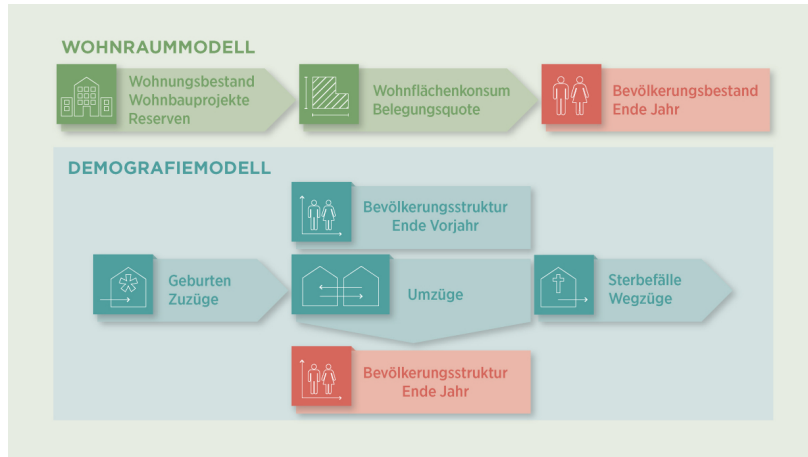 WOHNRAUMMODELL
Wohnungsbestand
Wohnbauprojekte
Reserven
Wohnflächenkonsum
Belegungsquote
Bevölkerungsbestand
Ende Jahr
DEMOGRAFIEMODELL
Bevölkerungsstruktur
Ende Vorjahr
Geburten
Zuzüge
Umzüge
Sterbefälle
Wegzüge
Bevölkerungsstruktur
Ende Jahr